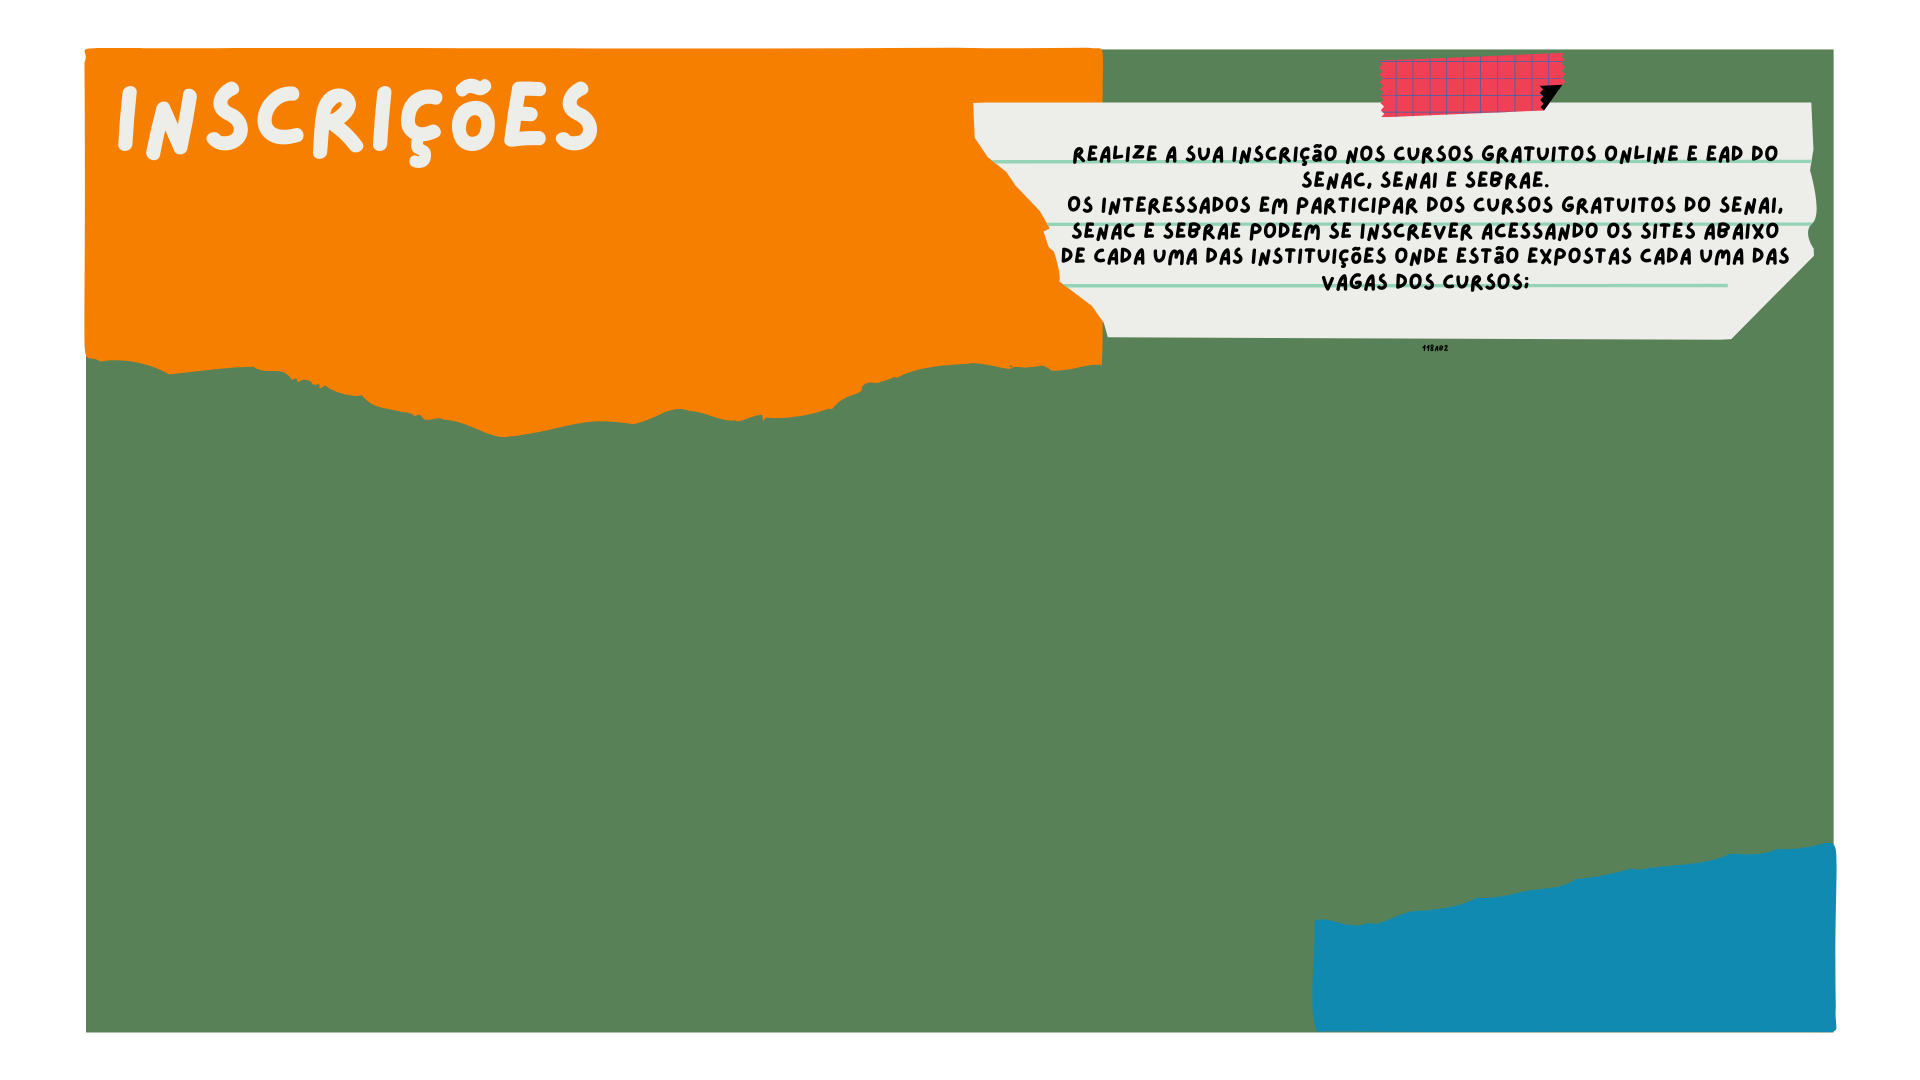 INSCRIÇÕES
REALIZE A SUA INSCRIÇÃO NOS CURSOS GRATUITOS ONLINE E EAD DO
SENAC, SENAI E SEBRAE.
OS INTERESSADOS EM PARTICIPAR DOS CURSOS GRATUITOS DO SENAI,
SENAC E SEBRAE PODEM SE INSCREVER ACESSANDO OS SITES ABAIXO
DE CADA UMA DAS INSTITUIÇÕES ONDE ESTÃO EXPOSTAS CADA UMA DAS
VAGAS DOS CURSOS;